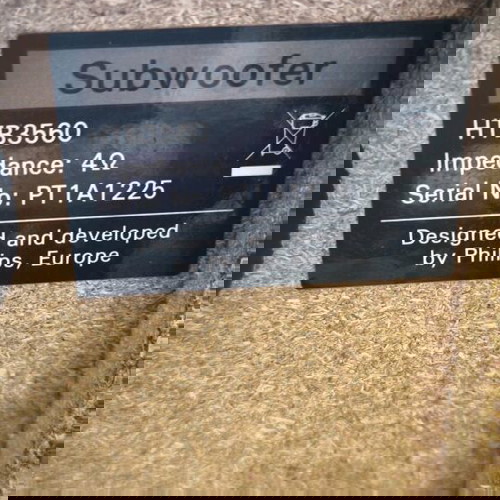 Subwoofer
HTB3560
Impedance: 4Ω
Serial No: PT1A1225
Designed and developed
by Philips, Europe